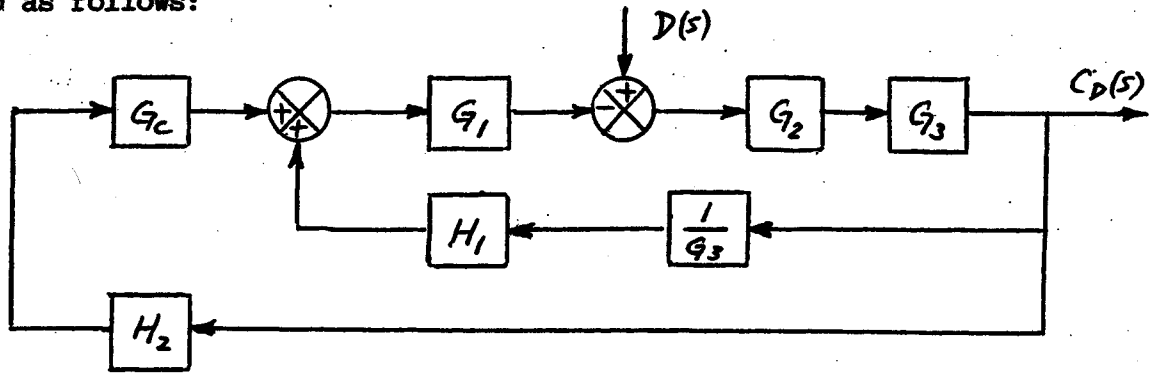 d as follows:
D(s)
C_D(s)
G_c
+
+
G_1
-
+
G_2
G_3
H_1
1
G_3
H_2